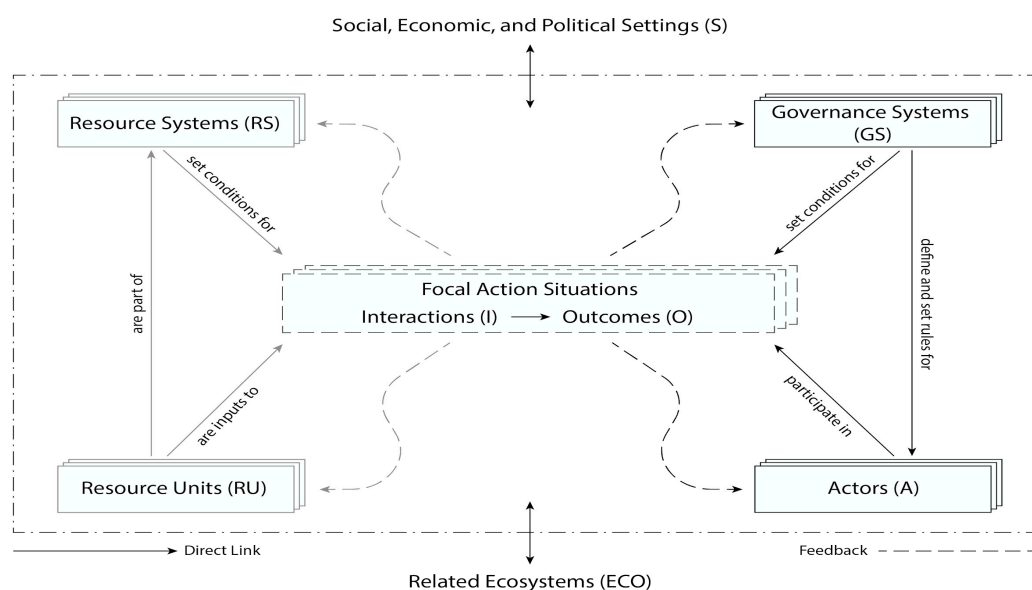 Social, Economic, and Political Settings (S)
Resource Systems (RS)
Governance Systems
(GS)
set conditions for
set conditions for
are part of
define and set rules for
Focal Action Situations
Interactions (I) Outcomes (O)
are inputs to
participate in
Resource Units (RU)
Actors (A)
Direct Link
Feedback
Related Ecosystems (ECO)